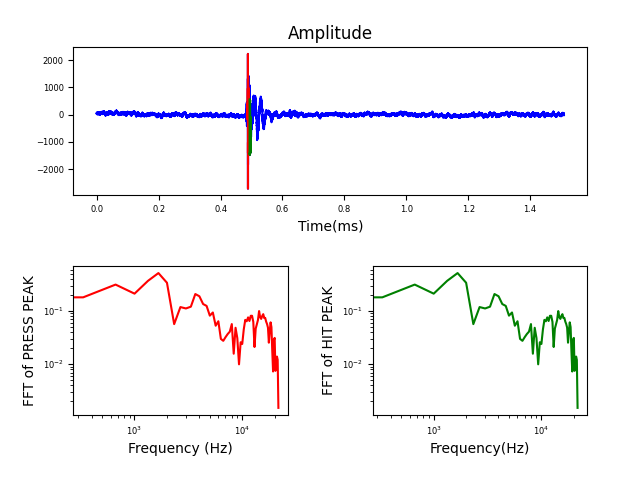 Amplitude
2000
1000
0
−1000
−2000
0.0 0.2 0.4 0.6 0.8 1.0 1.2 1.4
Time(ms)
FFT of PRESS PEAK
10⁻¹
10⁻²
10³ 10⁴
Frequency (Hz)
FFT of HIT PEAK
10⁻¹
10⁻²
10³ 10⁴
Frequency(Hz)